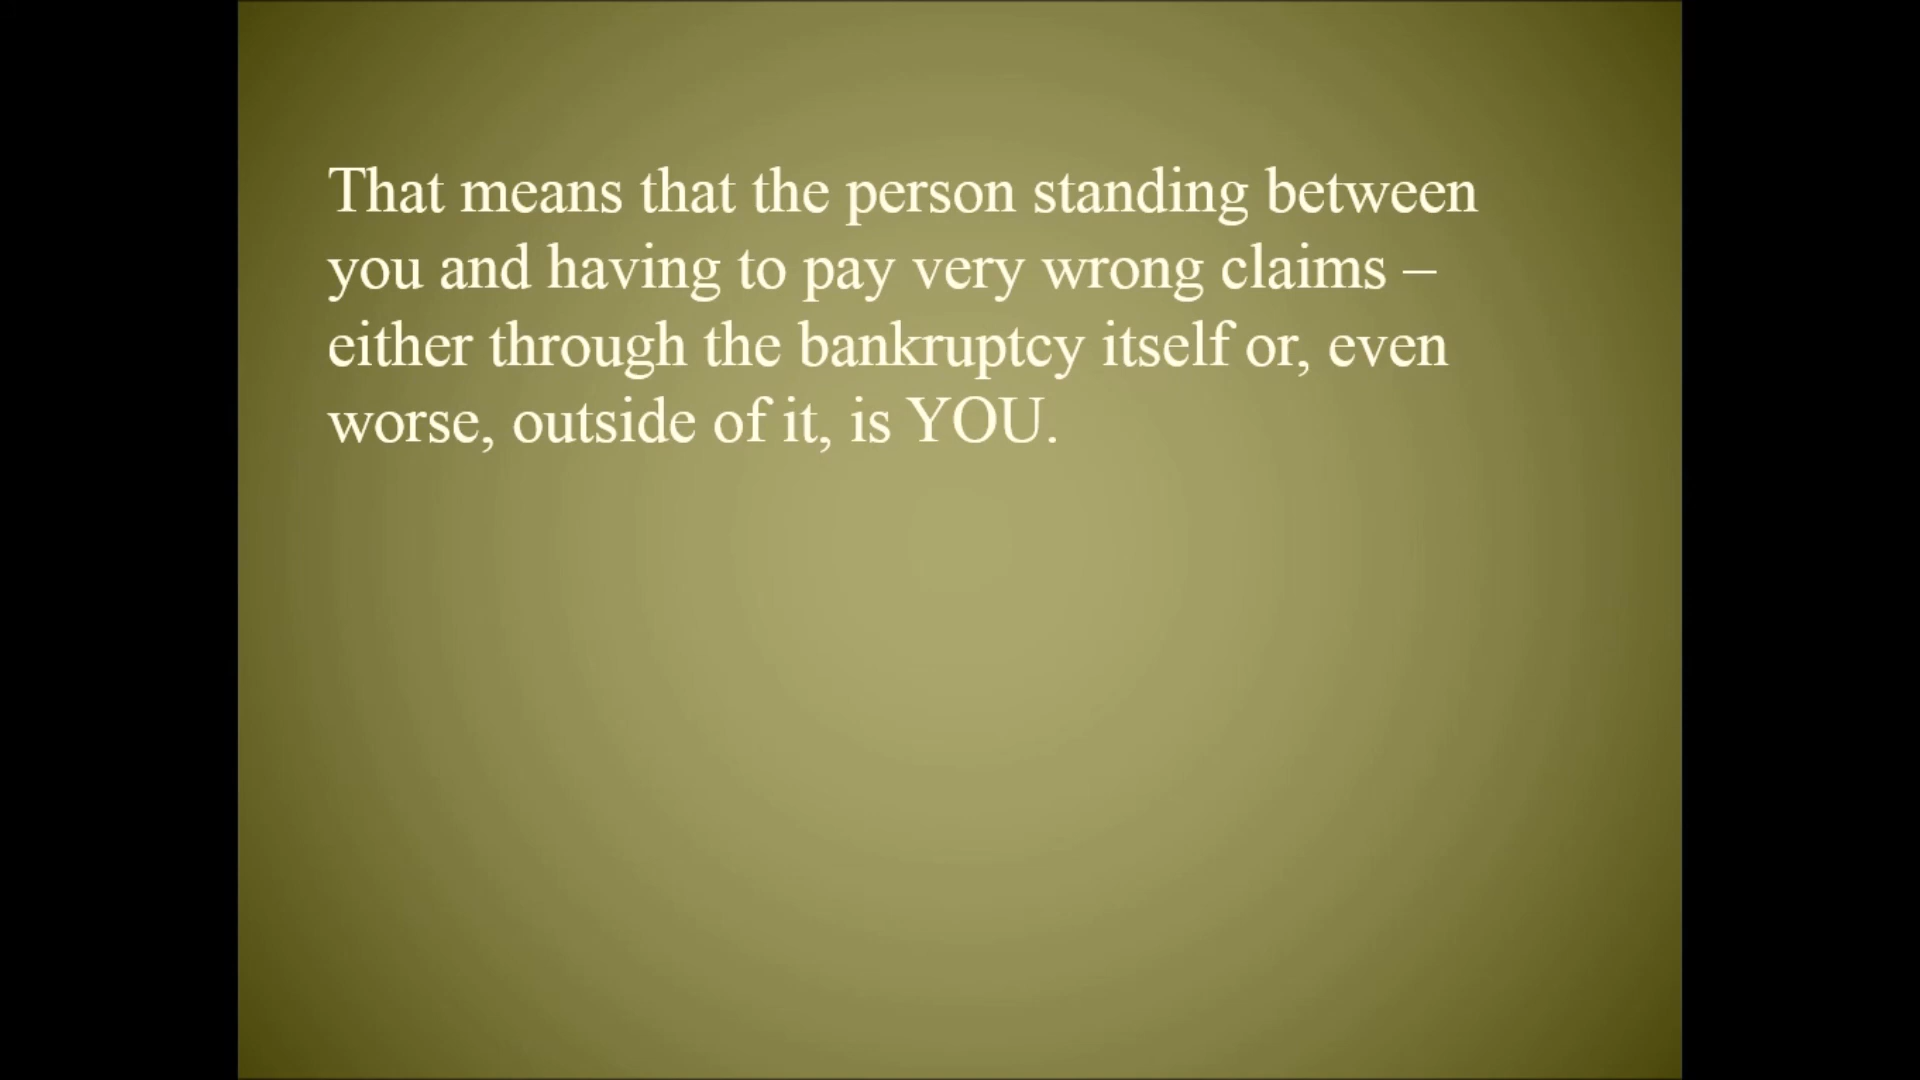 That means that the person standing between
you and having to pay very wrong claims –
either through the bankruptcy itself or, even
worse, outside of it, is YOU.